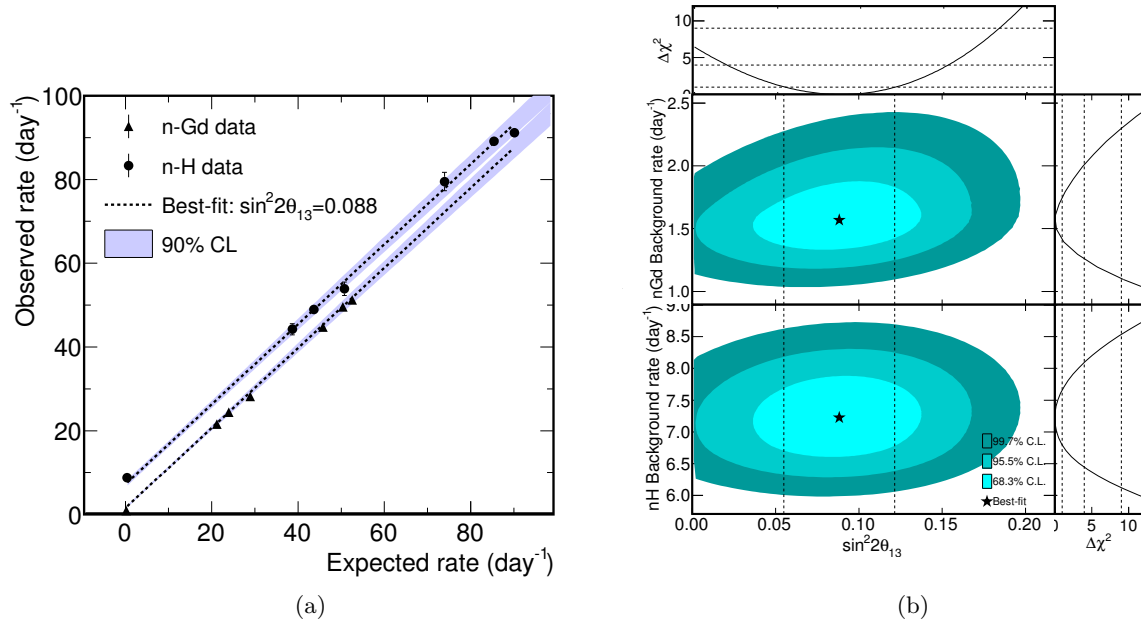 Observed rate (day⁻¹)
100
80
60
40
20
0
n-Gd data
n-H data
Best-fit: sin²2θ₁₃=0.088
90% CL
0 20 40 60 80
Expected rate (day⁻¹)
(a)
Δχ²
10
5
0
nGd Background rate (day⁻¹)
2.5
2.0
1.5
1.0
nH Background rate (day⁻¹)
9.0
8.5
8.0
7.5
7.0
6.5
6.0
99.7% C.L.
95.5% C.L.
68.3% C.L.
Best-fit
0.00 0.05 0.10 0.15 0.20
sin²2θ₁₃
0 5 10
Δχ²
(b)